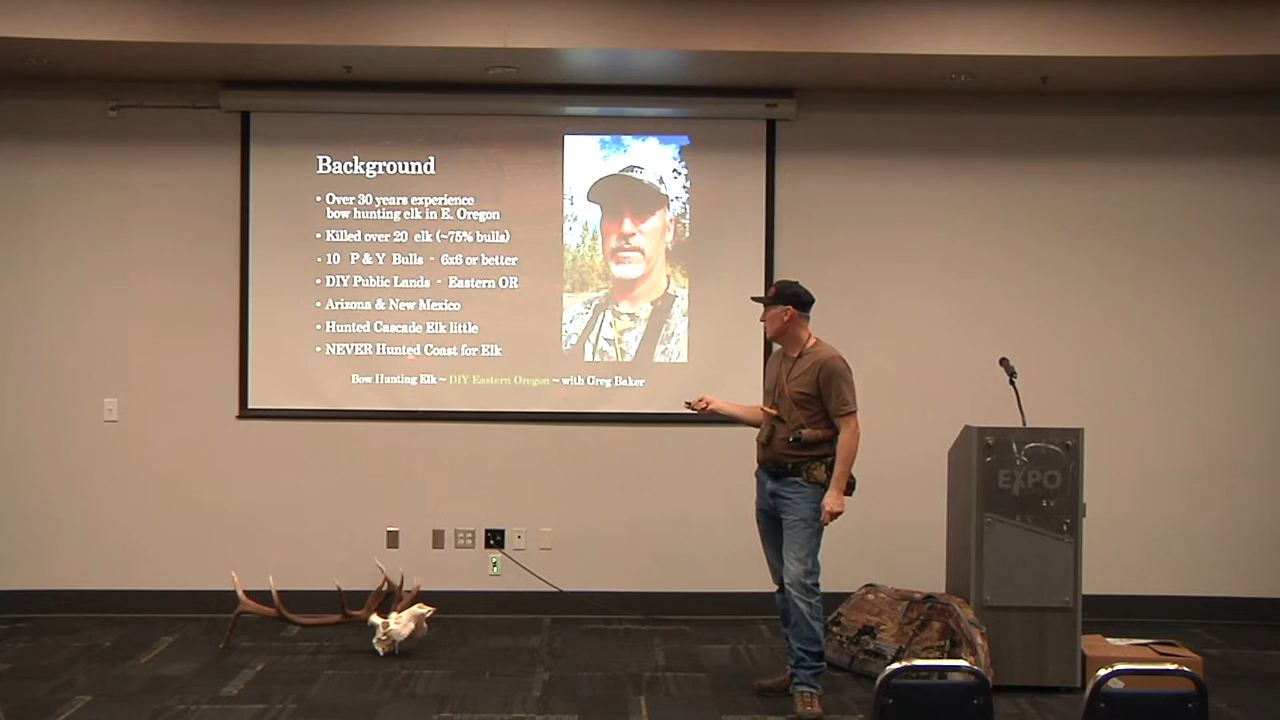 Background
• Over 30 years experience
bow hunting elk in E. Oregon
• Killed over 20 elk (~75% bulls)
• 10 P & Y Bulls - 6x6 or better
• DIY Public Lands - Eastern OR
• Arizona & New Mexico
• Hunted Cascade Elk little
• NEVER Hunted Coast for Elk
Bow Hunting Elk ~ DIY Eastern Oregon ~ with Greg Baker
EXPO